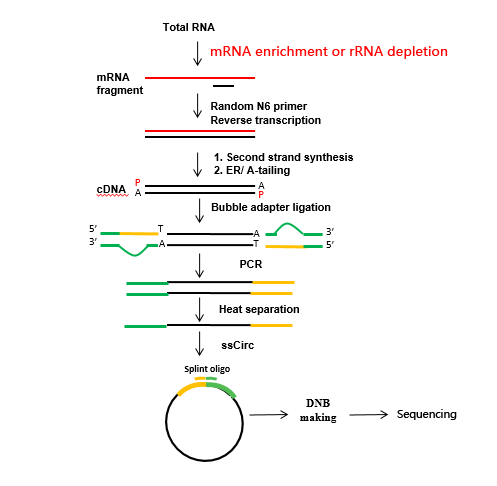 Total RNA
mRNA enrichment or rRNA depletion
mRNA
fragment
Random N6 primer
Reverse transcription
1. Second strand synthesis
2. ER/ A-tailing
P
A
cDNA
A
P
Bubble adapter ligation
5′
T
A
3′
3′
A
T
5′
PCR
Heat separation
ssCirc
Splint oligo
DNB
making
Sequencing